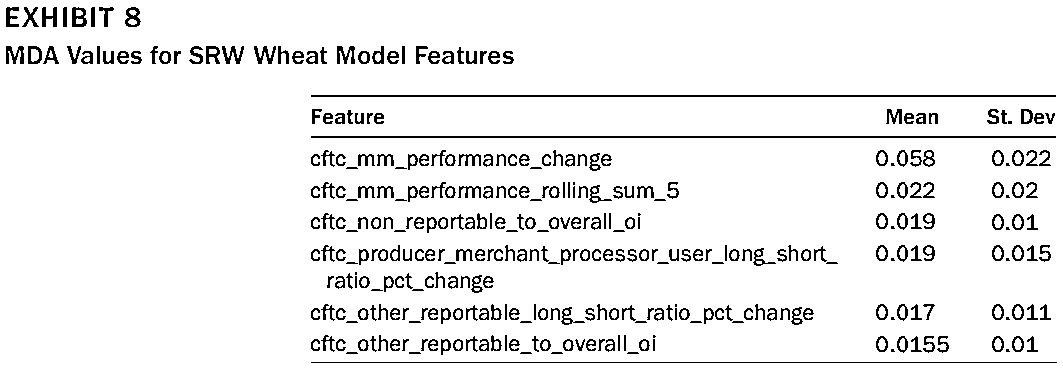 EXHIBIT 8
MDA Values for SRW Wheat Model Features
Feature Mean St. Dev
cftc_mm_performance_change 0.058 0.022
cftc_mm_performance_rolling_sum_5 0.022 0.02
cftc_non_reportable_to_overall_oi 0.019 0.01
cftc_producer_merchant_processor_user_long_short_ 0.019 0.015
ratio_pct_change
cftc_other_reportable_long_short_ratio_pct_change 0.017 0.011
cftc_other_reportable_to_overall_oi 0.0155 0.01